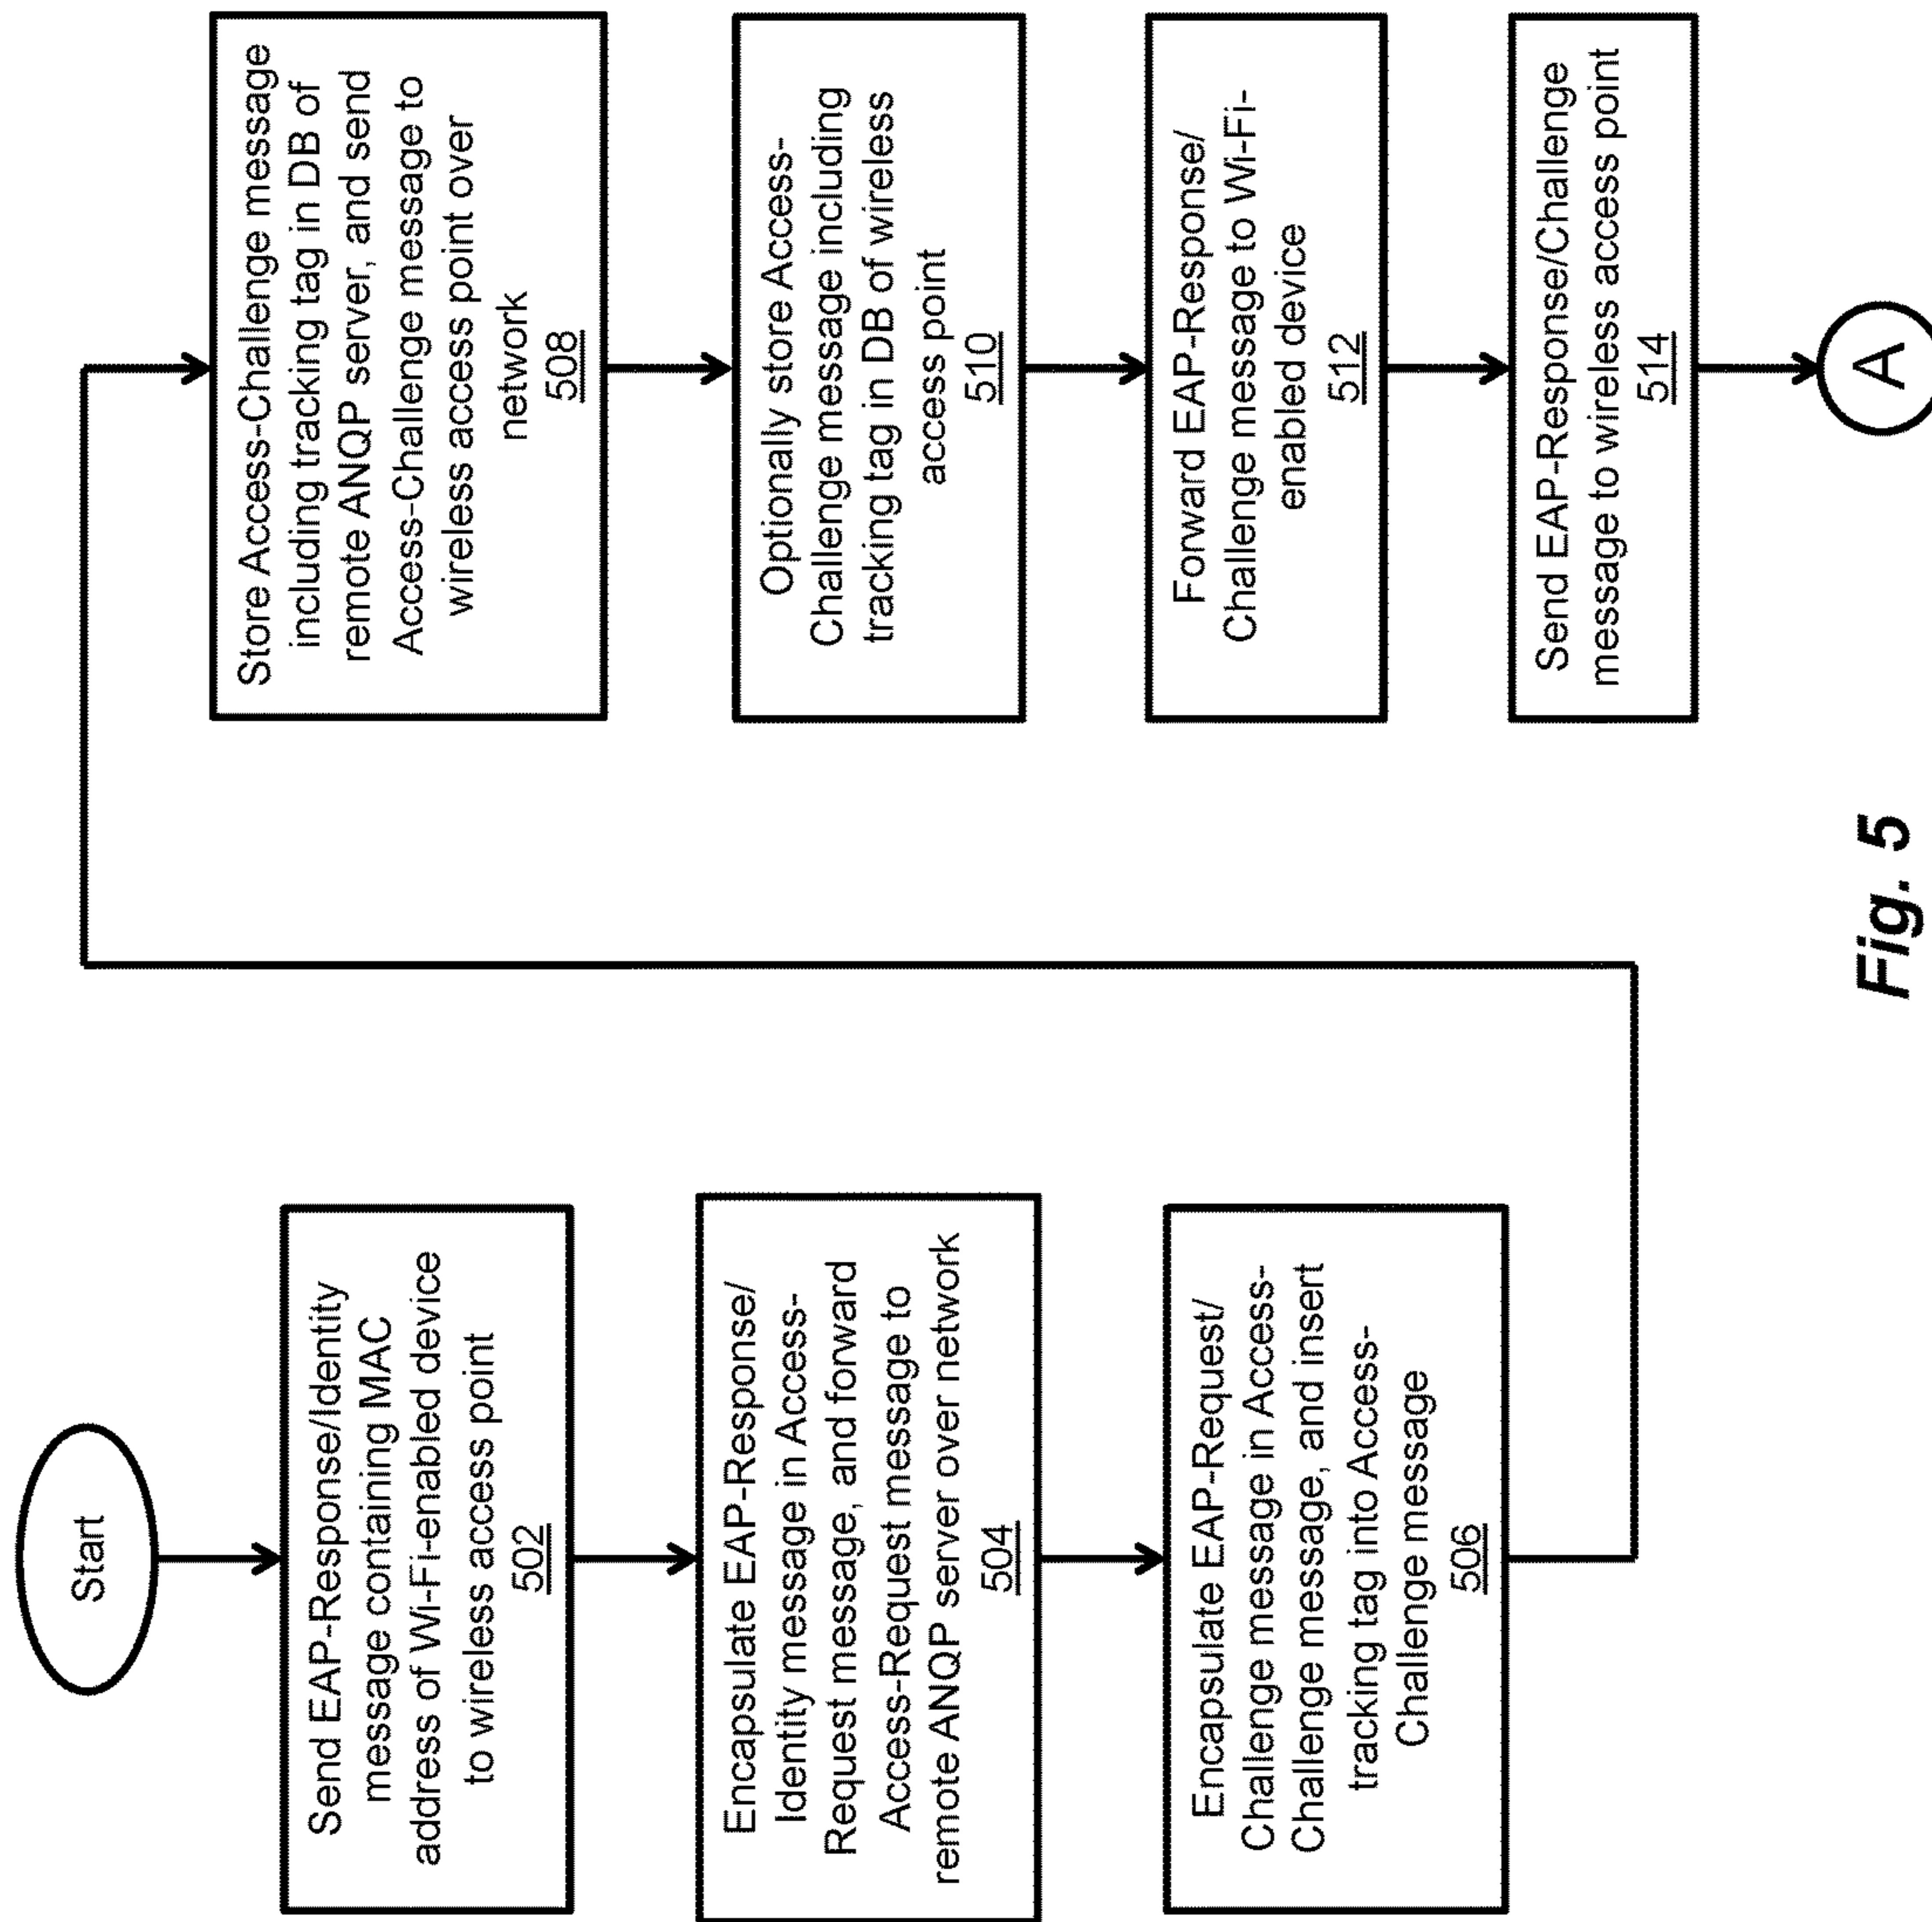 Start
Send EAP-Response/Identity
message containing MAC
address of Wi-Fi-enabled device
to wireless access point
502
Encapsulate EAP-Response/
Identity message in Access-
Request message, and forward
Access-Request message to
remote ANQP server over network
504
Encapsulate EAP-Request/
Challenge message in Access-
Challenge message, and insert
tracking tag into Access-
Challenge message
506
Store Access-Challenge message
including tracking tag in DB of
remote ANQP server, and send
Access-Challenge message to
wireless access point over
network
508
Optionally store Access-
Challenge message including
tracking tag in DB of wireless
access point
510
Forward EAP-Response/
Challenge message to Wi-Fi-
enabled device
512
Send EAP-Response/Challenge
message to wireless access point
514
A
Fig. 5